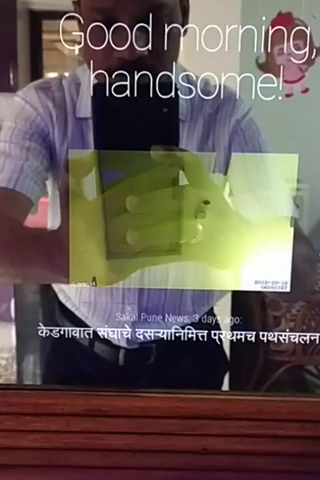 Good morning,
handsome!
Sakal Pune News, 3 days ago:
केडगावात संघाचे दसऱ्यानिमित्त प्रथमच पथसंचलन